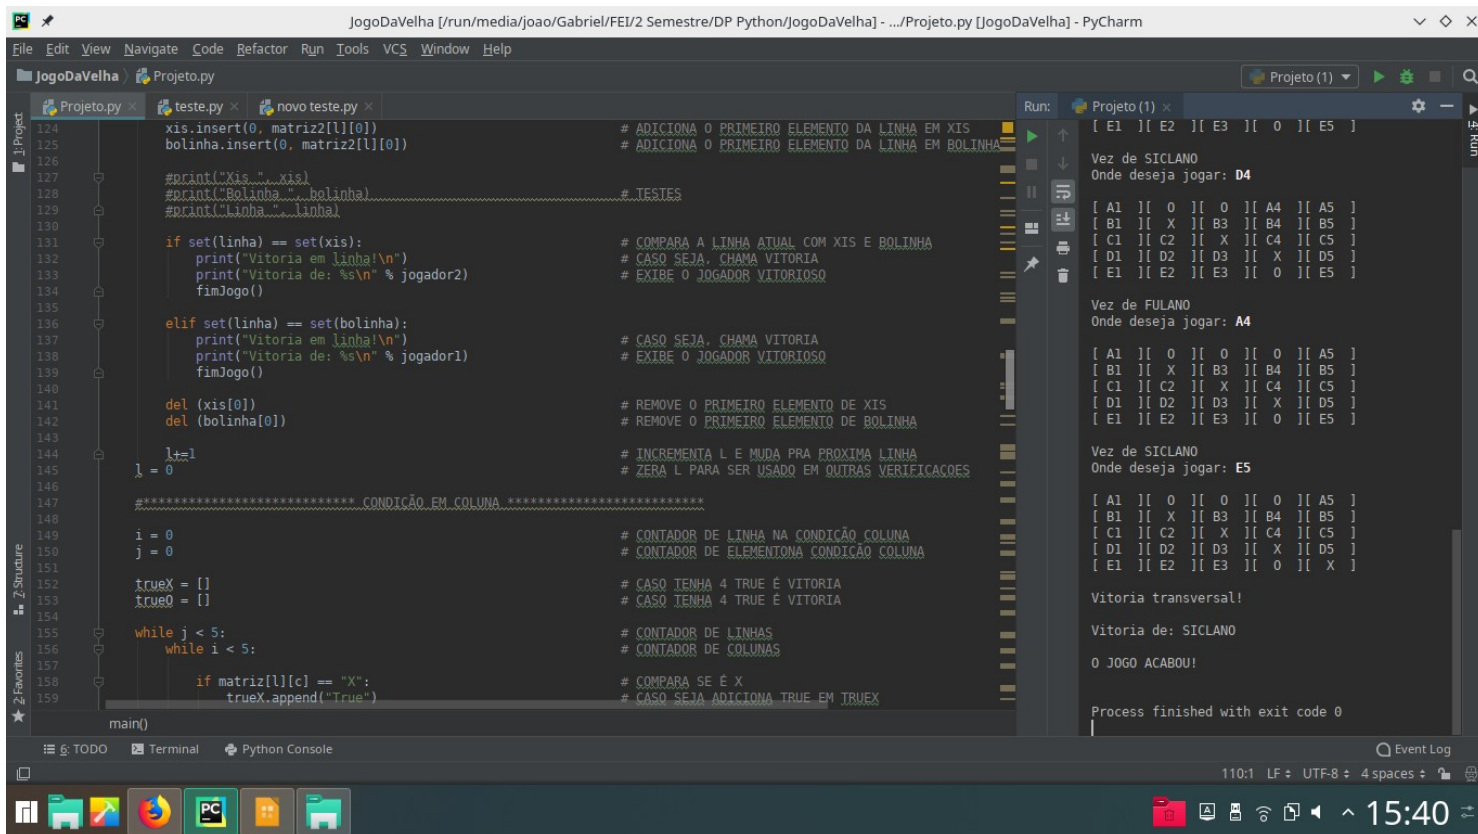 JogoDaVelha [/run/media/joao/Gabriel/FEI/2 Semestre/DP Python/JogoDaVelha] - .../Projeto.py [JogoDaVelha] - PyCharm
File Edit View Navigate Code Refactor Run Tools VCS Window Help
JogoDaVelha Projeto.py
Projeto (1)
Projeto.py teste.py novo teste.py
1: Project
7: Structure
2: Favorites
124 xis.insert(0, matriz2[l][0]) # ADICIONA O PRIMEIRO ELEMENTO DA LINHA EM XIS
125 bolinha.insert(0, matriz2[l][0]) # ADICIONA O PRIMEIRO ELEMENTO DA LINHA EM BOLINHA
126
127 #print("Xis ", xis)
128 #print("Bolinha ", bolinha) # TESTES
129 #print("Linha ", linha)
130
131 if set(linha) == set(xis): # COMPARA A LINHA ATUAL COM XIS E BOLINHA
132 print("Vitoria em linha!\n") # CASO SEJA, CHAMA VITORIA
133 print("Vitoria de: %s\n" % jogador2) # EXIBE O JOGADOR VITORIOSO
134 fimJogo()
135
136 elif set(linha) == set(bolinha):
137 print("Vitoria em linha!\n") # CASO SEJA, CHAMA VITORIA
138 print("Vitoria de: %s\n" % jogador1) # EXIBE O JOGADOR VITORIOSO
139 fimJogo()
140
141 del (xis[0]) # REMOVE O PRIMEIRO ELEMENTO DE XIS
142 del (bolinha[0]) # REMOVE O PRIMEIRO ELEMENTO DE BOLINHA
143
144 l+=1 # INCREMENTA L E MUDA PRA PROXIMA LINHA
145 l = 0 # ZERA L PARA SER USADO EM OUTRAS VERIFICACOES
146
147 #**************************** CONDIÇÃO EM COLUNA **************************
148
149 i = 0 # CONTADOR DE LINHA NA CONDIÇÃO COLUNA
150 j = 0 # CONTADOR DE ELEMENTONA CONDIÇÃO COLUNA
151
152 trueX = [] # CASO TENHA 4 TRUE É VITORIA
153 trueO = [] # CASO TENHA 4 TRUE É VITORIA
154
155 while j < 5: # CONTADOR DE LINHAS
156 while i < 5: # CONTADOR DE COLUNAS
157
158 if matriz[l][c] == "X": # COMPARA SE É X
159 trueX.append("True") # CASO SEJA ADICIONA TRUE EM TRUEX
main()
Run: Projeto (1)
4: Run
[ E1 ][ E2 ][ E3 ][ O ][ E5 ]
Vez de SICLANO
Onde deseja jogar: D4
[ A1 ][ O ][ O ][ A4 ][ A5 ]
[ B1 ][ X ][ B3 ][ B4 ][ B5 ]
[ C1 ][ C2 ][ X ][ C4 ][ C5 ]
[ D1 ][ D2 ][ D3 ][ X ][ D5 ]
[ E1 ][ E2 ][ E3 ][ O ][ E5 ]
Vez de FULANO
Onde deseja jogar: A4
[ A1 ][ O ][ O ][ O ][ A5 ]
[ B1 ][ X ][ B3 ][ B4 ][ B5 ]
[ C1 ][ C2 ][ X ][ C4 ][ C5 ]
[ D1 ][ D2 ][ D3 ][ X ][ D5 ]
[ E1 ][ E2 ][ E3 ][ O ][ E5 ]
Vez de SICLANO
Onde deseja jogar: E5
[ A1 ][ O ][ O ][ O ][ A5 ]
[ B1 ][ X ][ B3 ][ B4 ][ B5 ]
[ C1 ][ C2 ][ X ][ C4 ][ C5 ]
[ D1 ][ D2 ][ D3 ][ X ][ D5 ]
[ E1 ][ E2 ][ E3 ][ O ][ X ]
Vitoria transversal!
Vitoria de: SICLANO
O JOGO ACABOU!
Process finished with exit code 0
6: TODO Terminal Python Console Event Log
110:1 LF UTF-8 4 spaces
PC
15:40